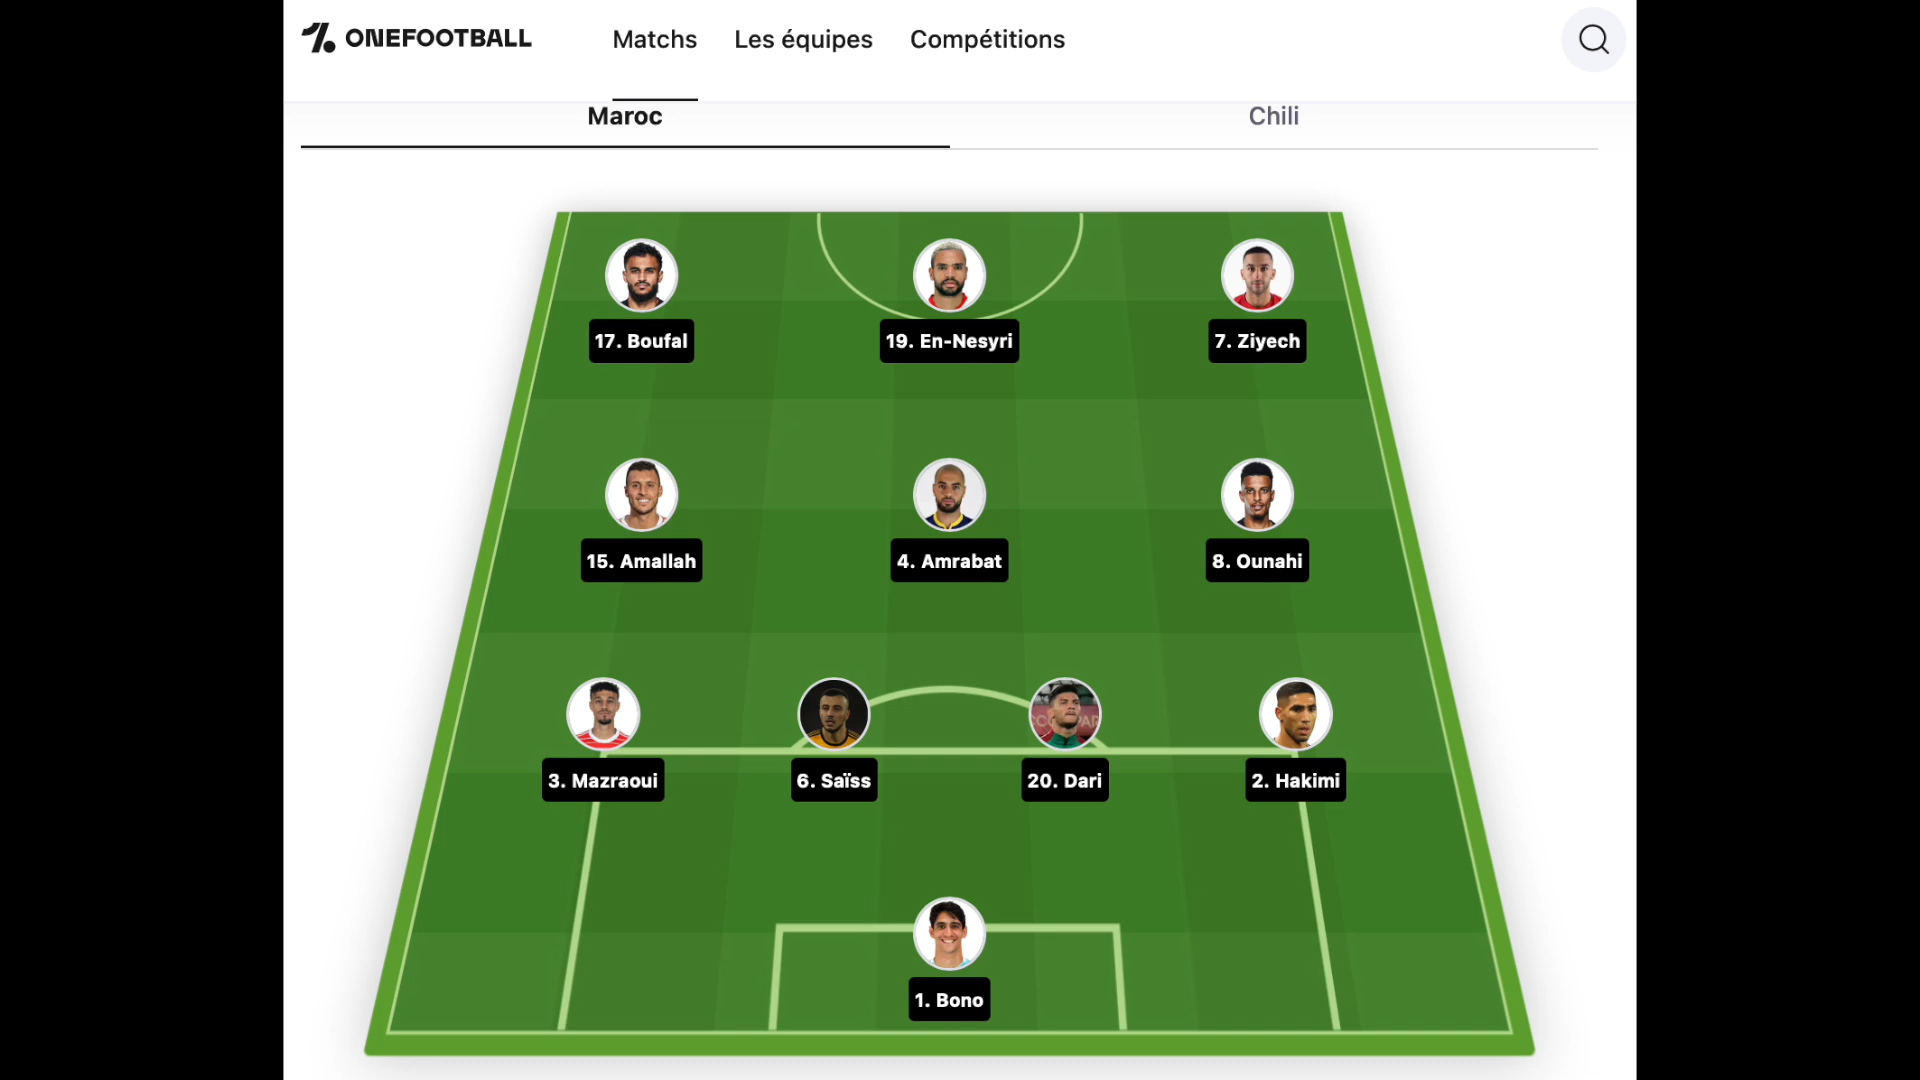 ONEFOOTBALL Matchs Les équipes Compétitions
Maroc Chili
17. Boufal 19. En-Nesyri 7. Ziyech
15. Amallah 4. Amrabat 8. Ounahi
3. Mazraoui 6. Saïss 20. Dari 2. Hakimi
1. Bono